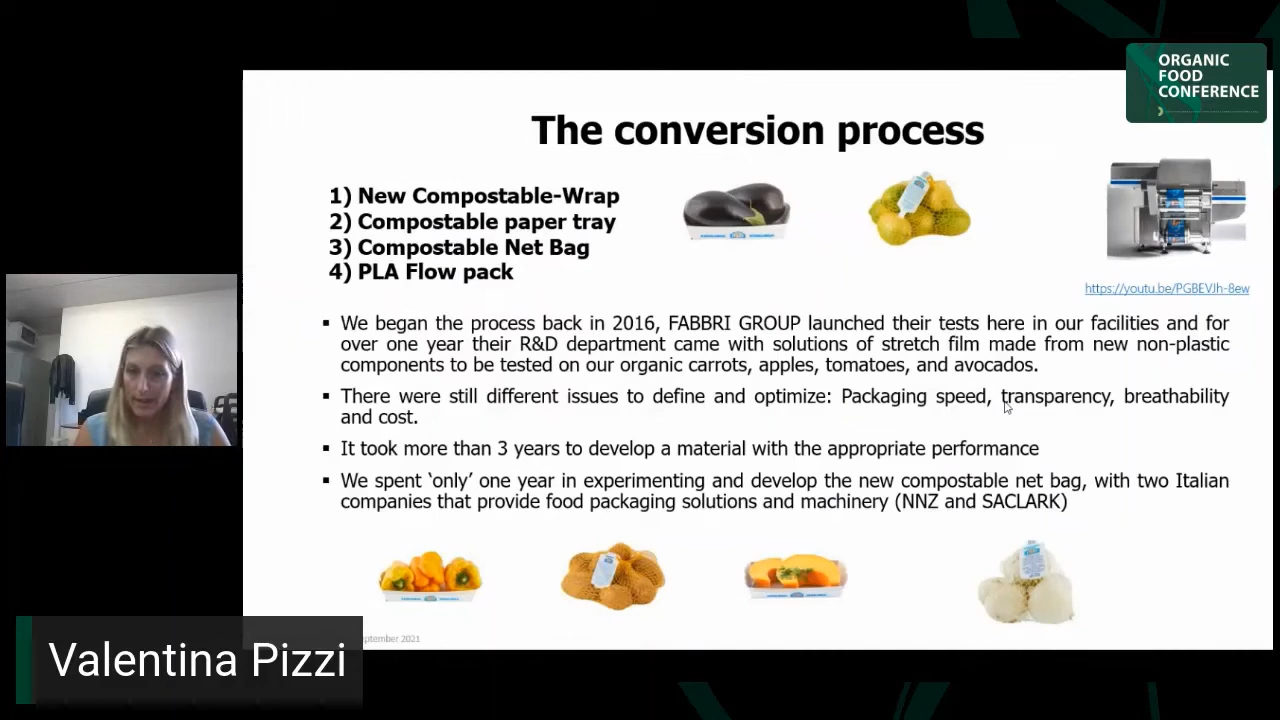 ORGANIC
FOOD
CONFERENCE
The conversion process
1) New Compostable-Wrap
2) Compostable paper tray
3) Compostable Net Bag
4) PLA Flow pack
https://youtu.be/PGBEVJh-8ew
▪ We began the process back in 2016, FABBRI GROUP launched their tests here in our facilities and for
over one year their R&D department came with solutions of stretch film made from new non-plastic
components to be tested on our organic carrots, apples, tomatoes, and avocados.
▪ There were still different issues to define and optimize: Packaging speed, transparency, breathability
and cost.
▪ It took more than 3 years to develop a material with the appropriate performance
▪ We spent ‘only’ one year in experimenting and develop the new compostable net bag, with two Italian
companies that provide food packaging solutions and machinery (NNZ and SACLARK)
eptember 2021
Valentina Pizzi